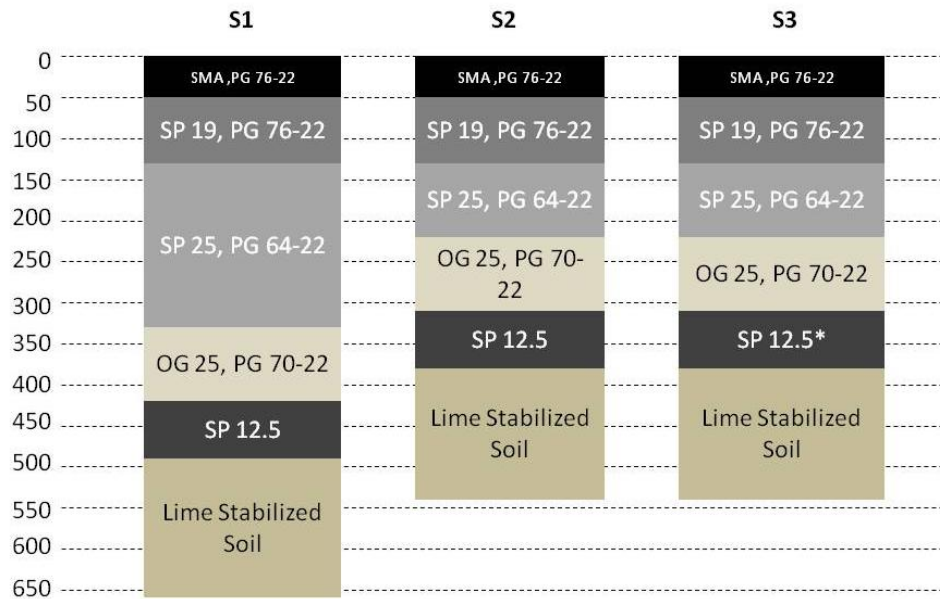 S1 S2 S3
0
50
100
150
200
250
300
350
400
450
500
550
600
650
SMA,PG 76-22
SP 19, PG 76-22
SP 25, PG 64-22
OG 25, PG 70-22
SP 12.5
Lime Stabilized
Soil
SMA,PG 76-22
SP 19, PG 76-22
SP 25, PG 64-22
OG 25, PG 70-
22
SP 12.5
Lime Stabilized
Soil
SMA,PG 76-22
SP 19, PG 76-22
SP 25, PG 64-22
OG 25, PG 70-22
SP 12.5*
Lime Stabilized
Soil